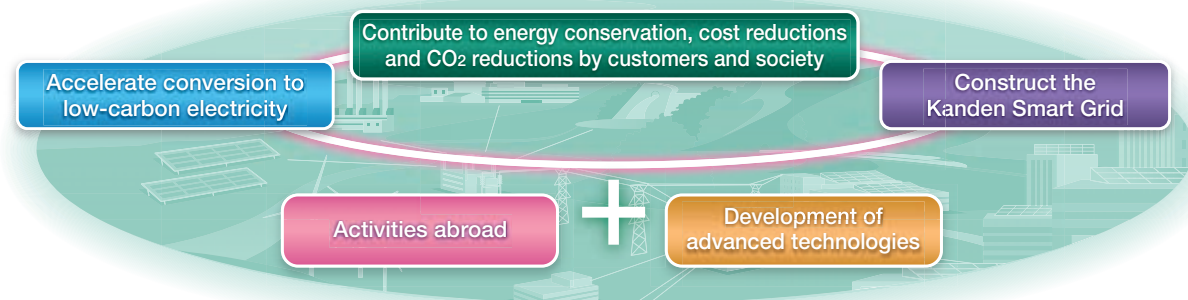 Contribute to energy conservation, cost reductions
and CO2 reductions by customers and society
Accelerate conversion to
low-carbon electricity
Construct the
Kanden Smart Grid
Activities abroad
+
Development of
advanced technologies